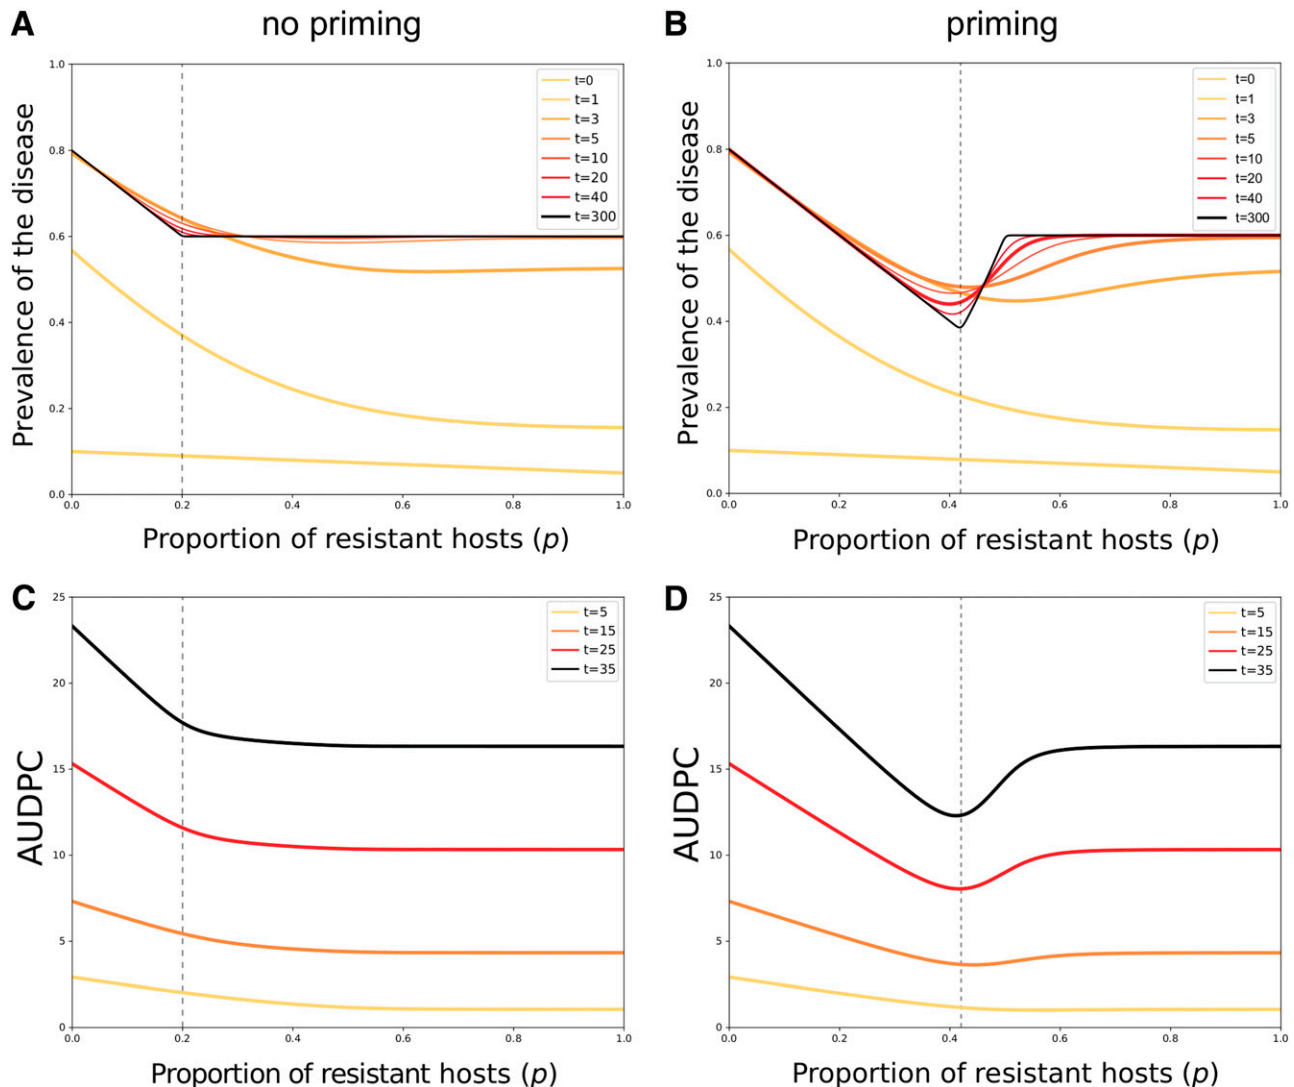 A
no priming
Prevalence of the disease
1.0
0.8
0.6
0.4
0.2
0.0
t=0
t=1
t=3
t=5
t=10
t=20
t=40
t=300
0.0 0.2 0.4 0.6 0.8 1.0
Proportion of resistant hosts (p)
B
priming
Prevalence of the disease
1.0
0.8
0.6
0.4
0.2
0.0
t=0
t=1
t=3
t=5
t=10
t=20
t=40
t=300
0.0 0.2 0.4 0.6 0.8 1.0
Proportion of resistant hosts (p)
C
AUDPC
25
20
15
10
5
0
t=5
t=15
t=25
t=35
0.0 0.2 0.4 0.6 0.8 1.0
Proportion of resistant hosts (p)
D
AUDPC
25
20
15
10
5
0
t=5
t=15
t=25
t=35
0.0 0.2 0.4 0.6 0.8 1.0
Proportion of resistant hosts (p)